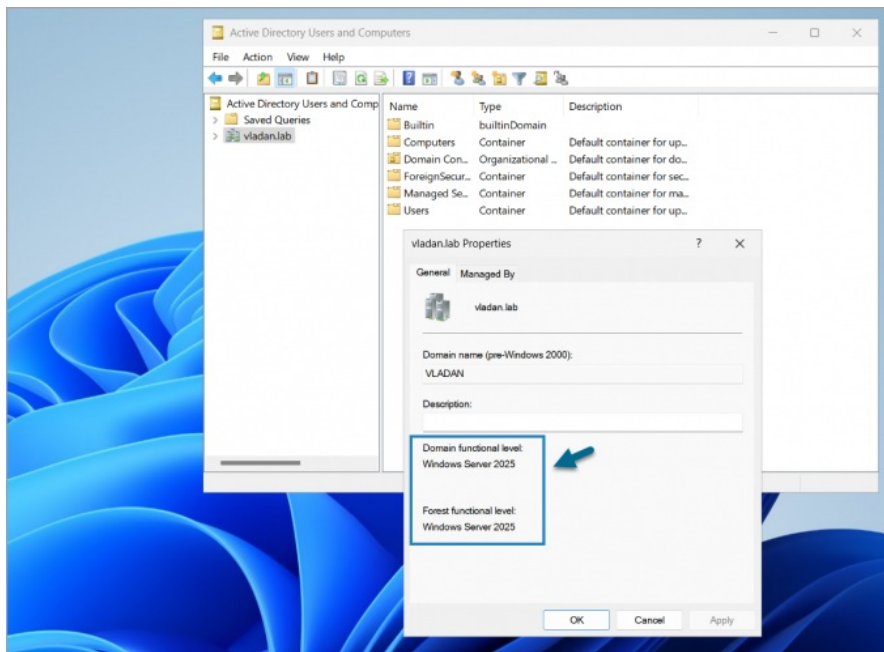 Active Directory Users and Computers
File Action View Help
Active Directory Users and Comp
Saved Queries
vladan.lab
Name Type Description
Builtin builtinDomain
Computers Container Default container for up...
Domain Con... Organizational ... Default container for do...
ForeignSecur... Container Default container for sec...
Managed Se... Container Default container for ma...
Users Container Default container for up...
vladan.lab Properties
General Managed By
vladan.lab
Domain name (pre-Windows 2000):
VLADAN
Description:
Domain functional level:
Windows Server 2025
Forest functional level:
Windows Server 2025
OK Cancel Apply